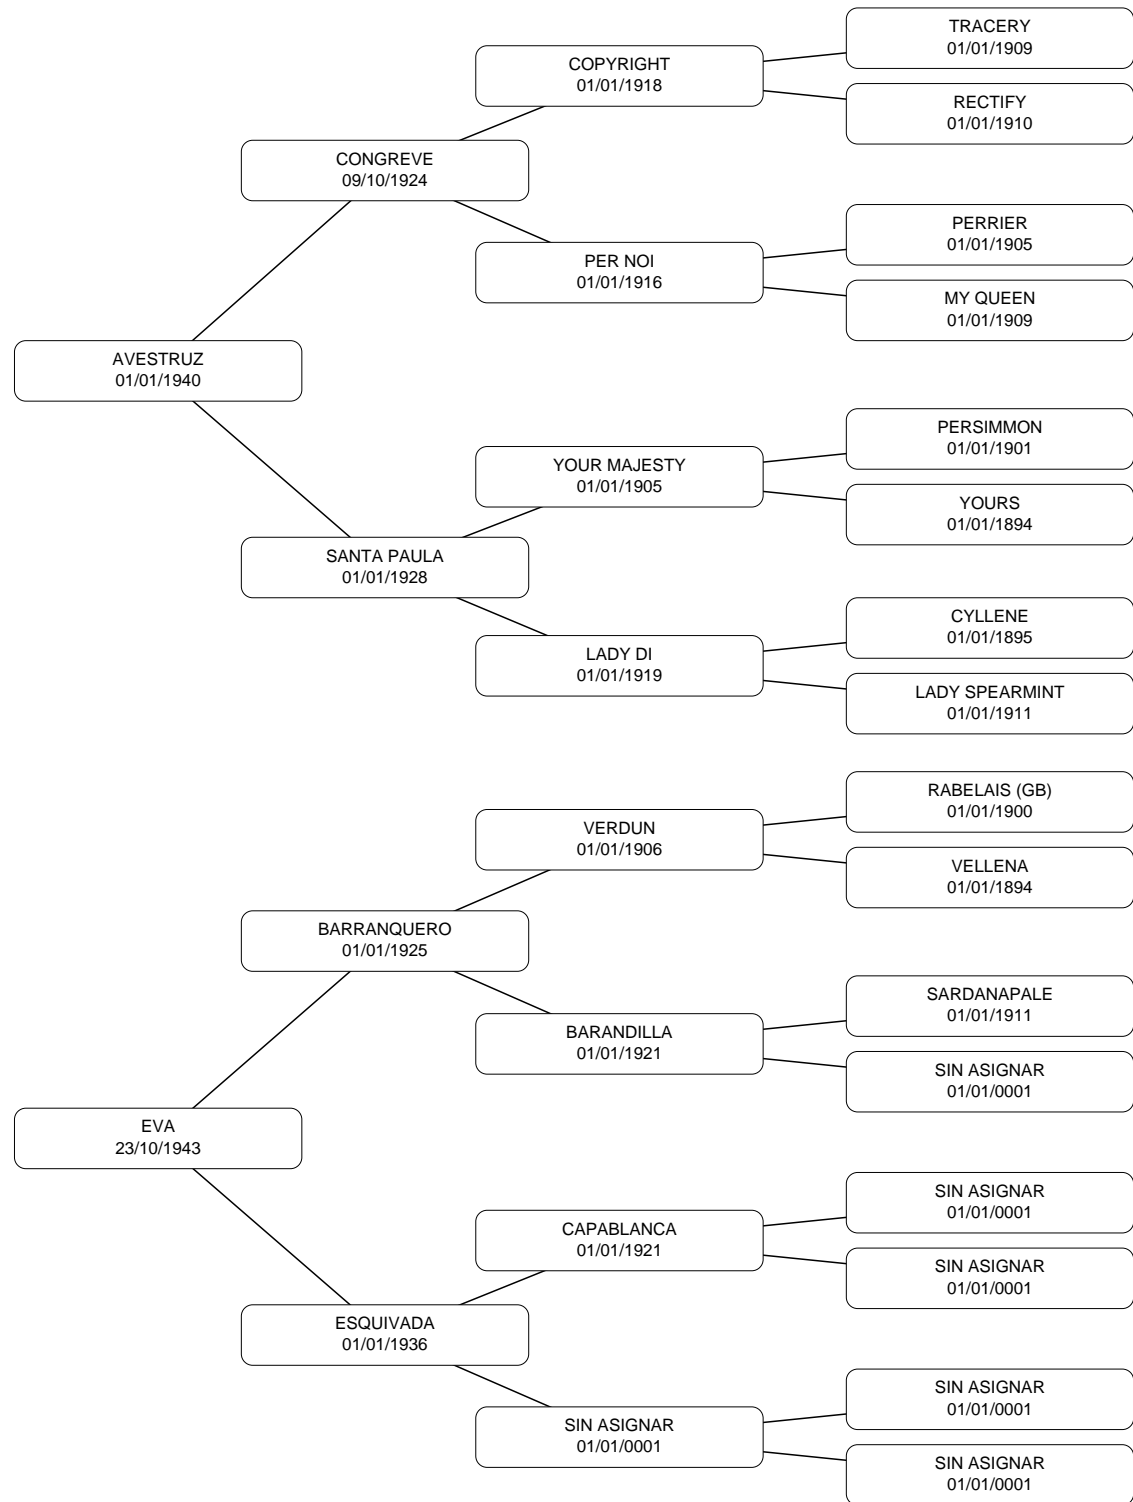 TRACERY
01/01/1909
COPYRIGHT
01/01/1918
RECTIFY
01/01/1910
CONGREVE
09/10/1924
PERRIER
01/01/1905
PER NOI
01/01/1916
MY QUEEN
01/01/1909
AVESTRUZ
01/01/1940
PERSIMMON
01/01/1901
YOUR MAJESTY
01/01/1905
YOURS
01/01/1894
SANTA PAULA
01/01/1928
CYLLENE
01/01/1895
LADY DI
01/01/1919
LADY SPEARMINT
01/01/1911
RABELAIS (GB)
01/01/1900
VERDUN
01/01/1906
VELLENA
01/01/1894
BARRANQUERO
01/01/1925
SARDANAPALE
01/01/1911
BARANDILLA
01/01/1921
SIN ASIGNAR
01/01/0001
EVA
23/10/1943
SIN ASIGNAR
01/01/0001
CAPABLANCA
01/01/1921
SIN ASIGNAR
01/01/0001
ESQUIVADA
01/01/1936
SIN ASIGNAR
01/01/0001
SIN ASIGNAR
01/01/0001
SIN ASIGNAR
01/01/0001